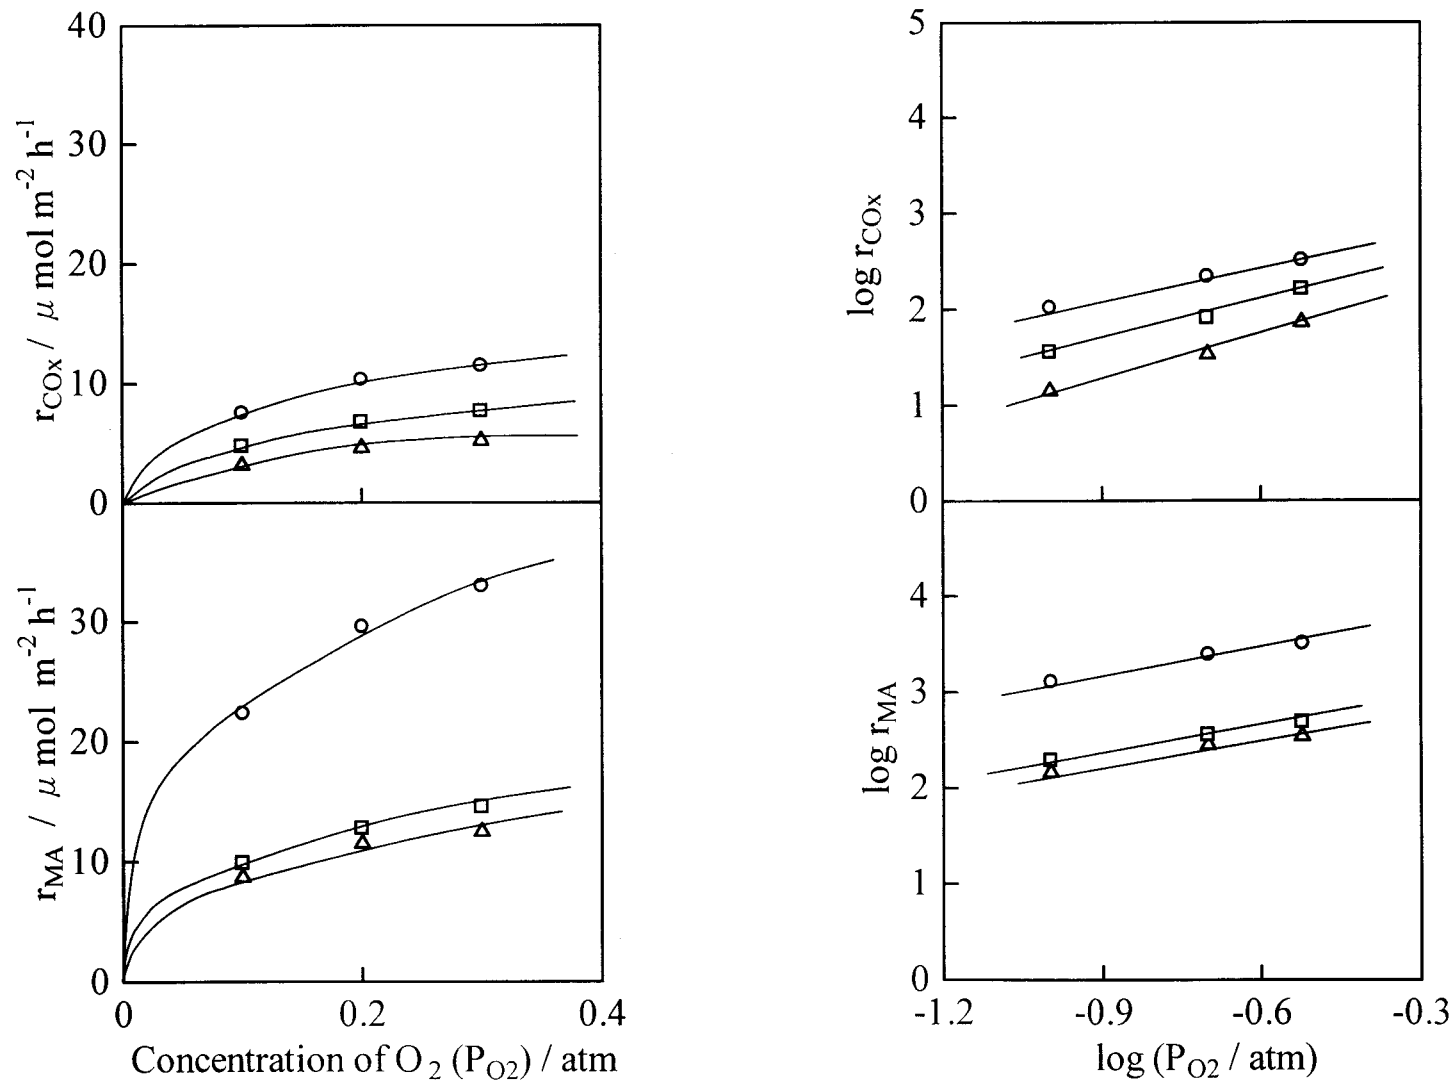 40
30
20
10
0
r_COx / μ mol m^-2 h^-1
30
20
10
0
r_MA / μ mol m^-2 h^-1
0 0.2 0.4
Concentration of O_2 (P_O2) / atm
5
4
3
2
1
0
log r_COx
4
3
2
1
0
log r_MA
-1.2 -0.9 -0.6 -0.3
log (P_O2 / atm)